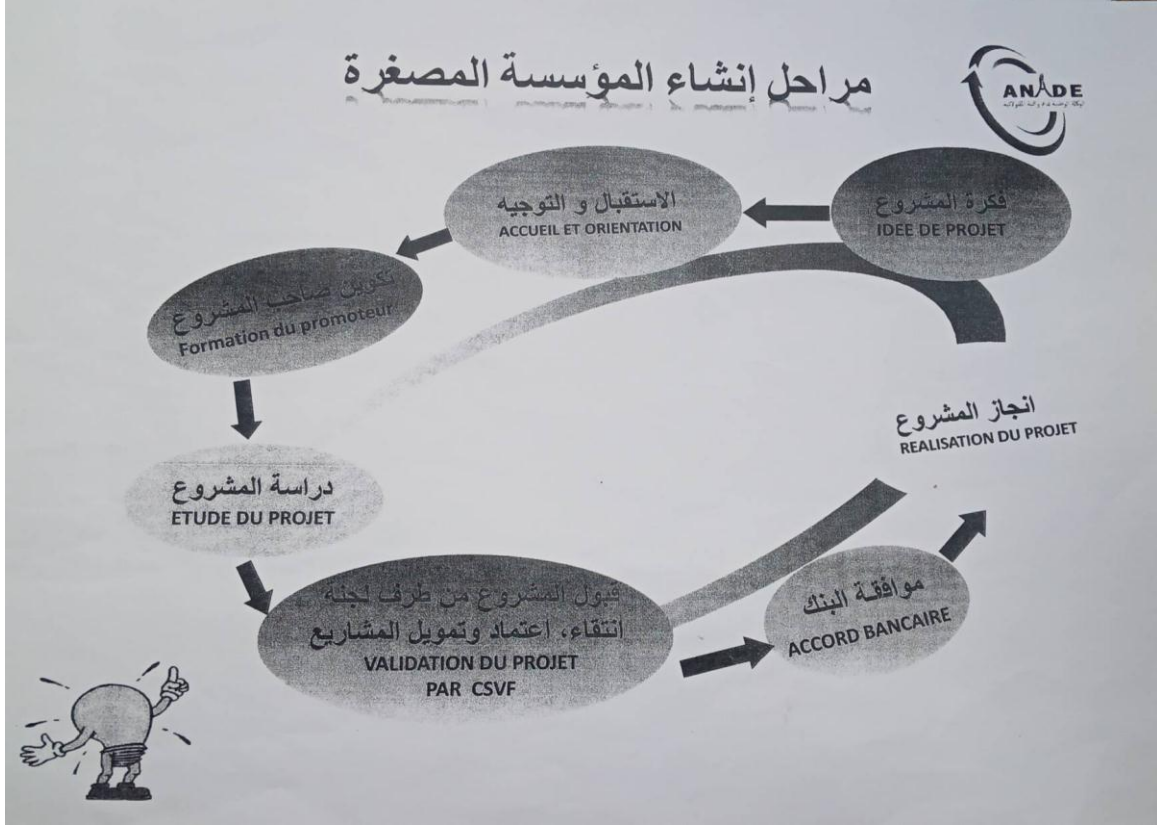 مراحل إنشاء المؤسسة المصغرة
ANADE
فكرة المشروع
IDEE DE PROJET
الاستقبال و التوجيه
ACCUEIL ET ORIENTATION
تكوين صاحب المشروع
Formation du promoteur
دراسة المشروع
ETUDE DU PROJET
قبول المشروع من طرف لجنة
انتقاء، اعتماد وتمويل المشاريع
VALIDATION DU PROJET
PAR CSVF
موافقة البنك
ACCORD BANCAIRE
انجاز المشروع
REALISATION DU PROJET